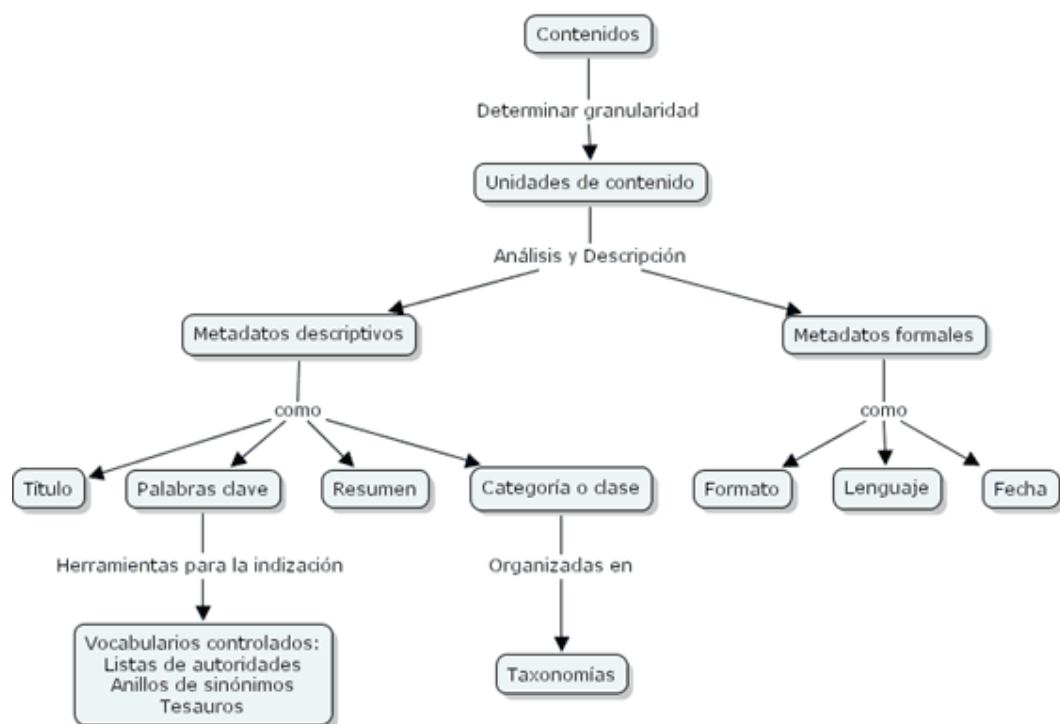 Contenidos
Determinar granularidad
Unidades de contenido
Análisis y Descripción
Metadatos descriptivos
Metadatos formales
como
como
Título
Palabras clave
Resumen
Categoría o clase
Formato
Lenguaje
Fecha
Herramientas para la indización
Organizadas en
Vocabularios controlados:
Listas de autoridades
Anillos de sinónimos
Tesauros
Taxonomías